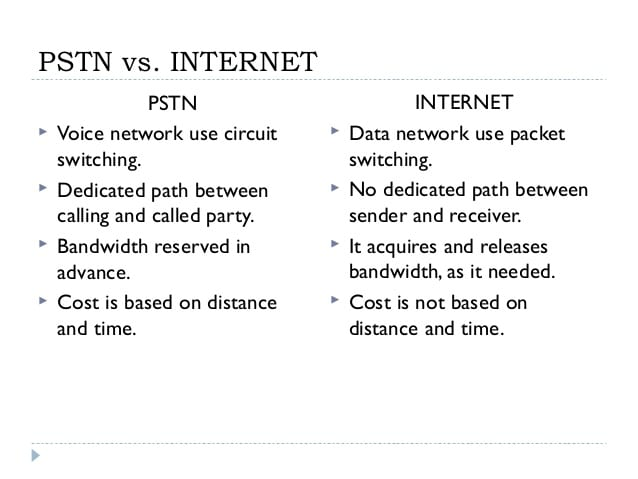 PSTN vs. INTERNET
PSTN
Voice network use circuit
switching.
Dedicated path between
calling and called party.
Bandwidth reserved in
advance.
Cost is based on distance
and time.
INTERNET
Data network use packet
switching.
No dedicated path between
sender and receiver.
It acquires and releases
bandwidth, as it needed.
Cost is not based on
distance and time.